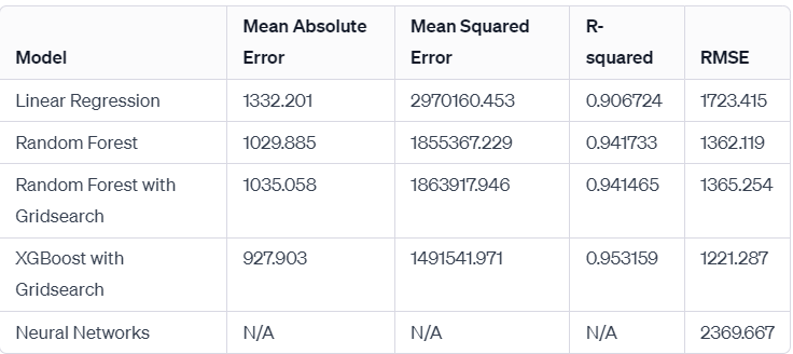 Model Mean Absolute Error Mean Squared Error R-squared RMSE
Linear Regression 1332.201 2970160.453 0.906724 1723.415
Random Forest 1029.885 1855367.229 0.941733 1362.119
Random Forest with Gridsearch 1035.058 1863917.946 0.941465 1365.254
XGBoost with Gridsearch 927.903 1491541.971 0.953159 1221.287
Neural Networks N/A N/A N/A 2369.667